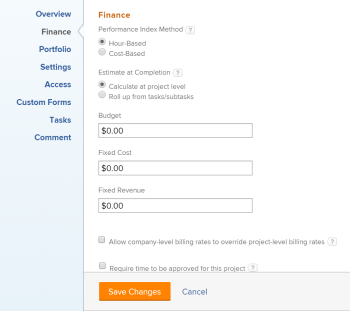 Overview
Finance
Portfolio
Settings
Access
Custom Forms
Tasks
Comment
Finance
Performance Index Method ?
Hour-Based
Cost-Based
Estimate at Completion ?
Calculate at project level
Roll up from tasks/subtasks
Budget
$0.00
Fixed Cost
$0.00
Fixed Revenue
$0.00
Allow company-level billing rates to override project-level billing rates ?
Require time to be approved for this project ?
Save Changes Cancel